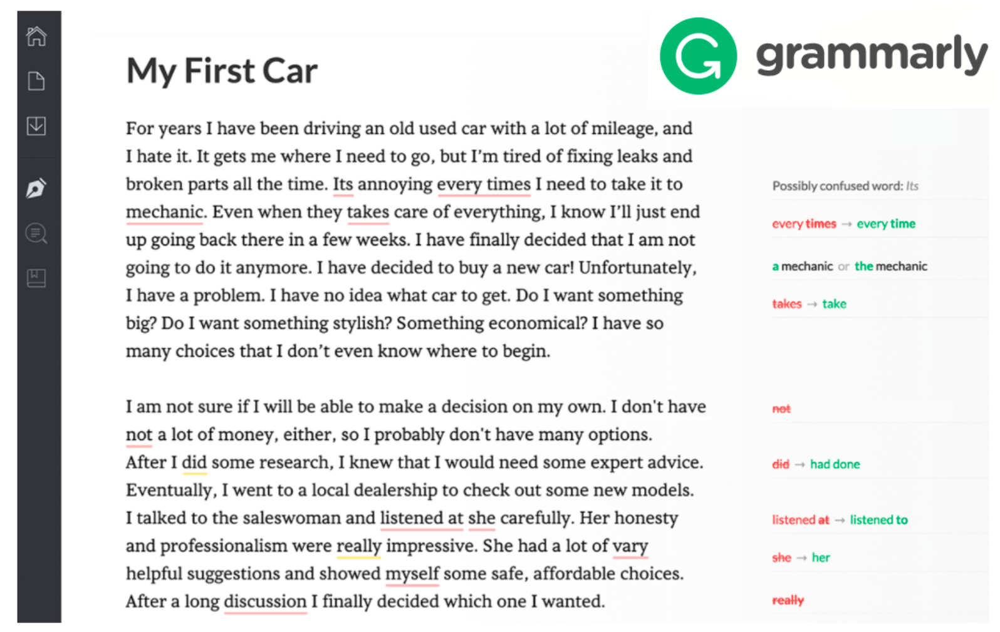 grammarly
My First Car
For years I have been driving an old used car with a lot of mileage, and
I hate it. It gets me where I need to go, but I’m tired of fixing leaks and
broken parts all the time. Its annoying every times I need to take it to
mechanic. Even when they takes care of everything, I know I’ll just end
up going back there in a few weeks. I have finally decided that I am not
going to do it anymore. I have decided to buy a new car! Unfortunately,
I have a problem. I have no idea what car to get. Do I want something
big? Do I want something stylish? Something economical? I have so
many choices that I don’t even know where to begin.
I am not sure if I will be able to make a decision on my own. I don't have
not a lot of money, either, so I probably don't have many options.
After I did some research, I knew that I would need some expert advice.
Eventually, I went to a local dealership to check out some new models.
I talked to the saleswoman and listened at she carefully. Her honesty
and professionalism were really impressive. She had a lot of vary
helpful suggestions and showed myself some safe, affordable choices.
After a long discussion I finally decided which one I wanted.
Possibly confused word: Its
every times → every time
a mechanic or the mechanic
takes → take
not
did → had done
listened at → listened to
she → her
really